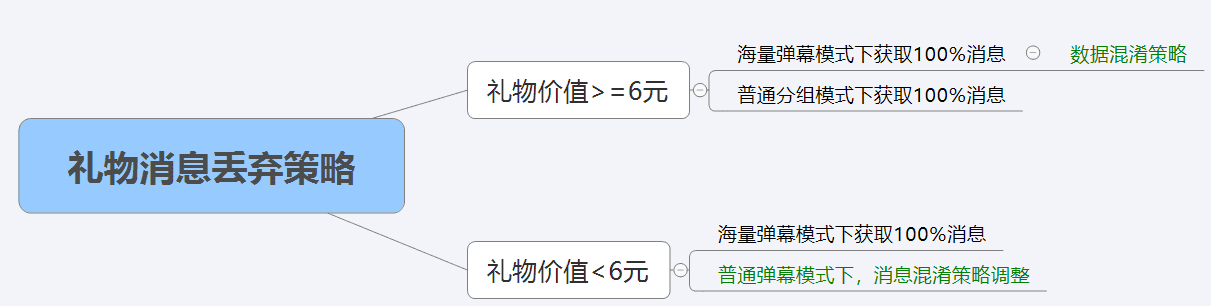 礼物消息丢弃策略
礼物价值>=6元
海量弹幕模式下获取100%消息
数据混淆策略
普通分组模式下获取100%消息
礼物价值<6元
海量弹幕模式下获取100%消息
普通弹幕模式下，消息混淆策略调整